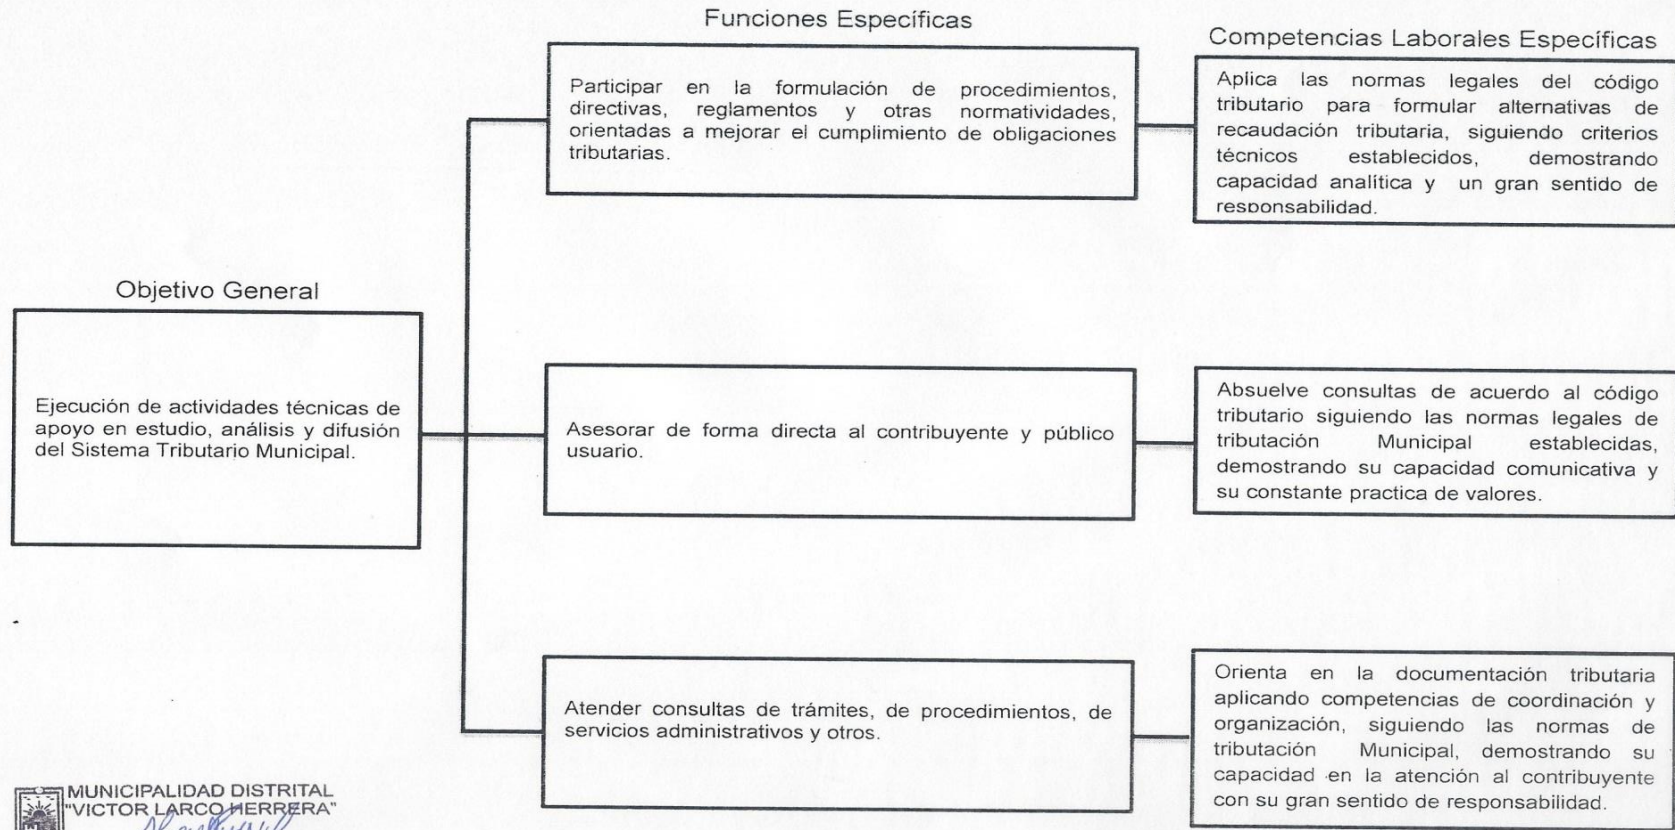 Funciones Específicas
Participar en la formulación de procedimientos,
directivas, reglamentos y otras normatividades,
orientadas a mejorar el cumplimiento de obligaciones
tributarias.
Competencias Laborales Específicas
Aplica las normas legales del código
tributario para formular alternativas de
recaudación tributaria, siguiendo criterios
técnicos establecidos, demostrando
capacidad analítica y un gran sentido de
responsabilidad.
Objetivo General
Ejecución de actividades técnicas de
apoyo en estudio, análisis y difusión
del Sistema Tributario Municipal.
Asesorar de forma directa al contribuyente y público
usuario.
Absuelve consultas de acuerdo al código
tributario siguiendo las normas legales de
tributación Municipal establecidas,
demostrando su capacidad comunicativa y
su constante practica de valores.
Atender consultas de trámites, de procedimientos, de
servicios administrativos y otros.
Orienta en la documentación tributaria
aplicando competencias de coordinación y
organización, siguiendo las normas de
tributación Municipal, demostrando su
capacidad en la atención al contribuyente
con su gran sentido de responsabilidad.
MUNICIPALIDAD DISTRITAL
"VICTOR LARCO HERRERA"